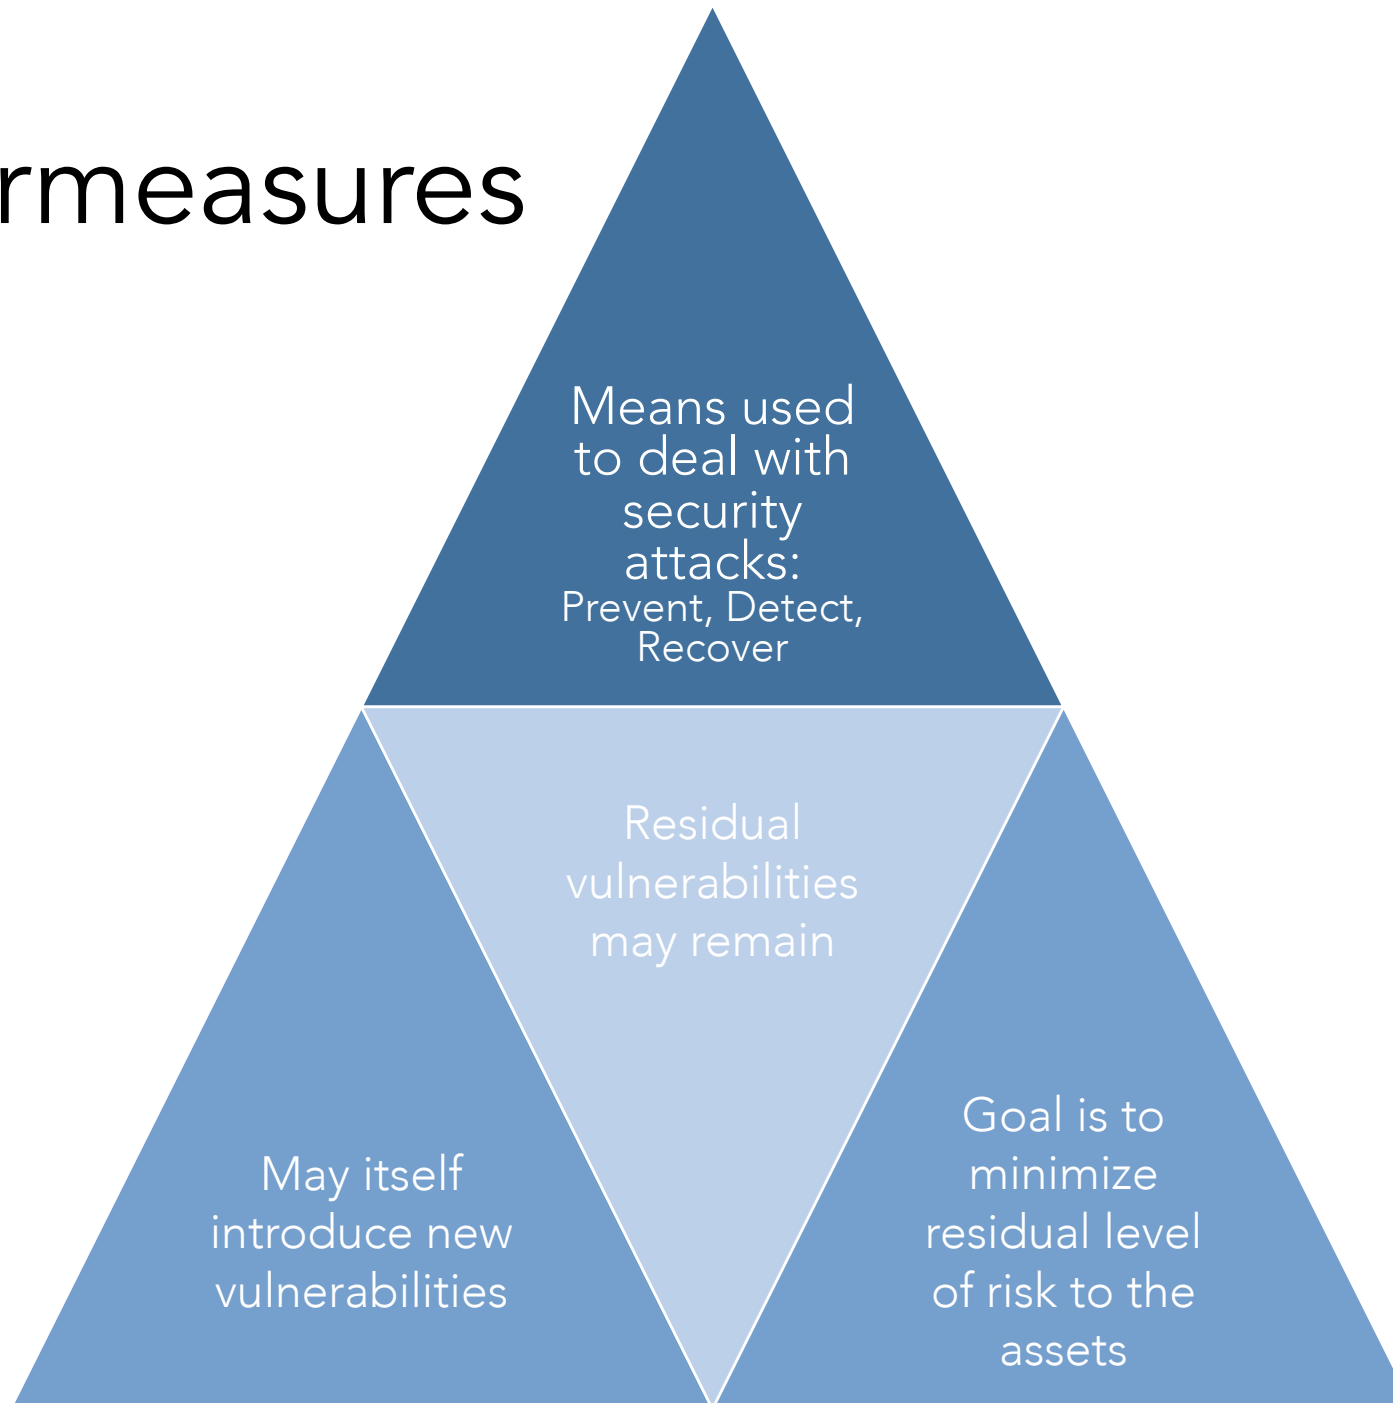 rmeasures
Means used
to deal with
security
attacks:
Prevent, Detect,
Recover
Residual
vulnerabilities
may remain
May itself
introduce new
vulnerabilities
Goal is to
minimize
residual level
of risk to the
assets